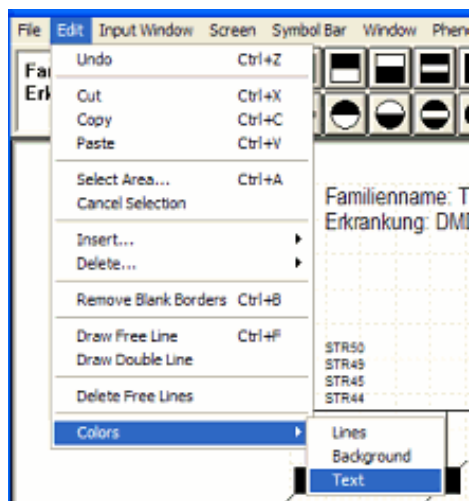 File Edit Input Window Screen Symbol Bar Window
Undo Ctrl+Z
Cut Ctrl+X
Copy Ctrl+C
Paste Ctrl+V
Select Area... Ctrl+A
Cancel Selection
Insert...
Delete...
Remove Blank Borders Ctrl+B
Draw Free Line Ctrl+F
Draw Double Line
Delete Free Lines
Colors
Lines
Background
Text
Familienname: T
Erkrankung: DM
STR50
STR49
STR45
STR44